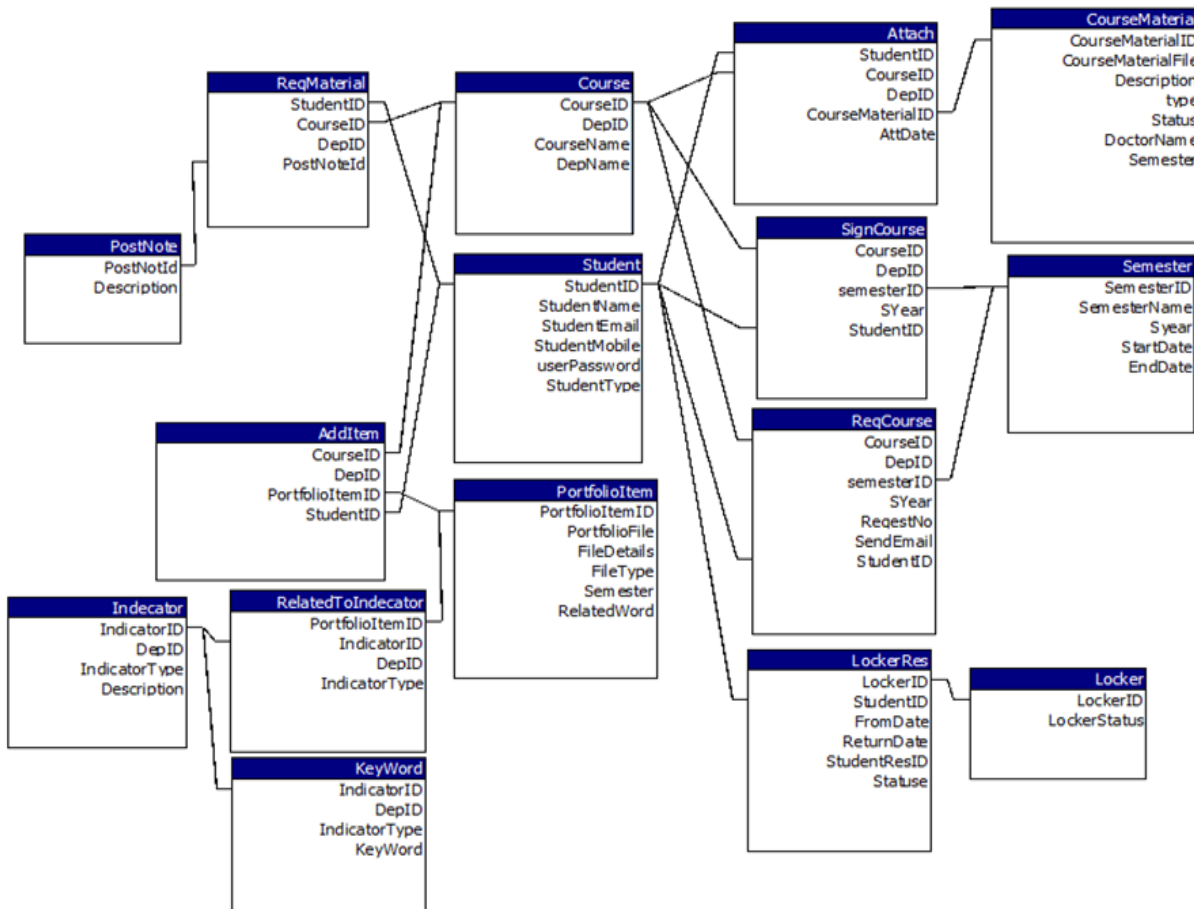 ReqMaterial
StudentID
CourseID
DepID
PostNoteId
Course
CourseID
DepID
CourseName
DepName
Attach
StudentID
CourseID
DepID
CourseMaterialID
AttDate
CourseMaterial
CourseMaterialID
CourseMaterialFile
Description
type
Status
DoctorName
Semester
PostNote
PostNotId
Description
Student
StudentID
StudentName
StudentEmail
StudentMobile
userPassword
StudentType
SignCourse
CourseID
DepID
semesterID
SYear
StudentID
Semester
SemesterID
SemesterName
Syear
StartDate
EndDate
AddItem
CourseID
DepID
PortfolioItemID
StudentID
PortfolioItem
PortfolioItemID
PortfolioFile
FileDetails
FileType
Semester
RelatedWord
ReqCourse
CourseID
DepID
semesterID
SYear
ReqestNo
SendEmail
StudentID
Indecator
IndicatorID
DepID
IndicatorType
Description
RelatedToIndecator
PortfolioItemID
IndicatorID
DepID
IndicatorType
LockerRes
LockerID
StudentID
FromDate
ReturnDate
StudentResID
Statuse
Locker
LockerID
LockerStatus
KeyWord
IndicatorID
DepID
IndicatorType
KeyWord